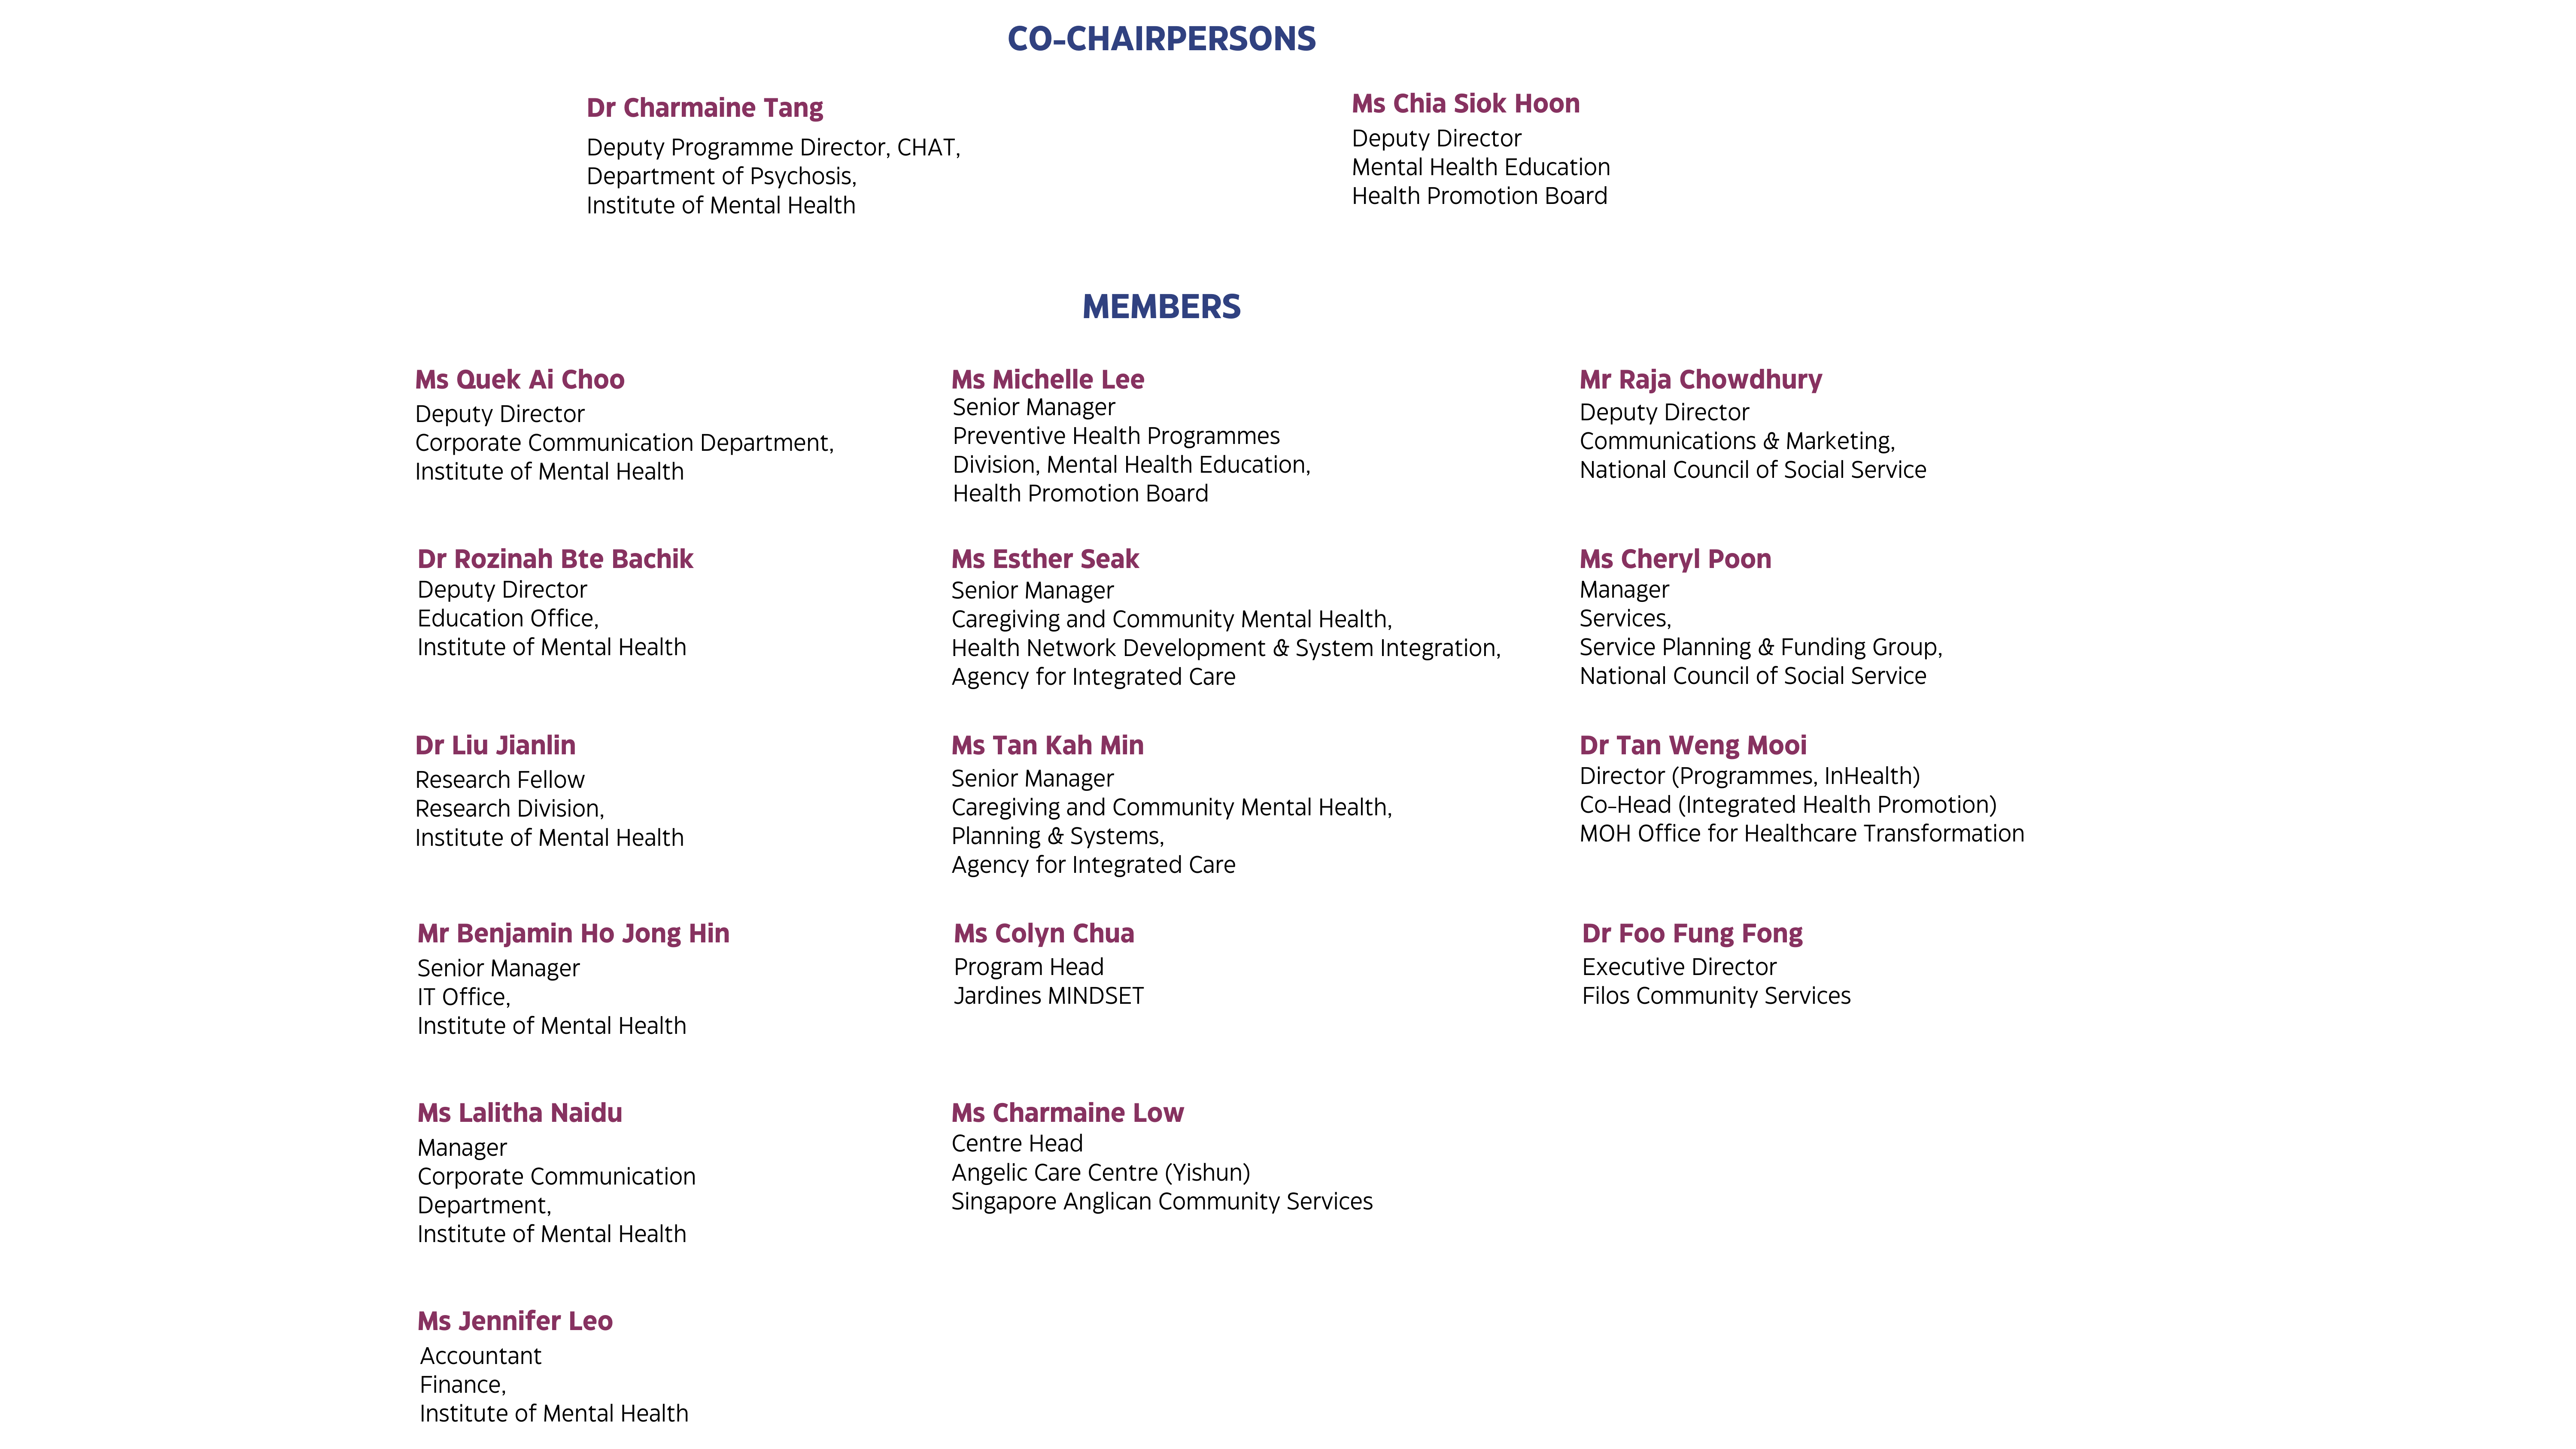 CO-CHAIRPERSONS
Dr Charmaine Tang
Deputy Programme Director, CHAT,
Department of Psychosis,
Institute of Mental Health
Ms Chia Siok Hoon
Deputy Director
Mental Health Education
Health Promotion Board
MEMBERS
Ms Quek Ai Choo
Deputy Director
Corporate Communication Department,
Institute of Mental Health
Ms Michelle Lee
Senior Manager
Preventive Health Programmes
Division, Mental Health Education,
Health Promotion Board
Mr Raja Chowdhury
Deputy Director
Communications & Marketing,
National Council of Social Service
Dr Rozinah Bte Bachik
Deputy Director
Education Office,
Institute of Mental Health
Ms Esther Seak
Senior Manager
Caregiving and Community Mental Health,
Health Network Development & System Integration,
Agency for Integrated Care
Ms Cheryl Poon
Manager
Services,
Service Planning & Funding Group,
National Council of Social Service
Dr Liu Jianlin
Research Fellow
Research Division,
Institute of Mental Health
Ms Tan Kah Min
Senior Manager
Caregiving and Community Mental Health,
Planning & Systems,
Agency for Integrated Care
Dr Tan Weng Mooi
Director (Programmes, InHealth)
Co-Head (Integrated Health Promotion)
MOH Office for Healthcare Transformation
Mr Benjamin Ho Jong Hin
Senior Manager
IT Office,
Institute of Mental Health
Ms Colyn Chua
Program Head
Jardines MINDSET
Dr Foo Fung Fong
Executive Director
Filos Community Services
Ms Lalitha Naidu
Manager
Corporate Communication
Department,
Institute of Mental Health
Ms Charmaine Low
Centre Head
Angelic Care Centre (Yishun)
Singapore Anglican Community Services
Ms Jennifer Leo
Accountant
Finance,
Institute of Mental Health